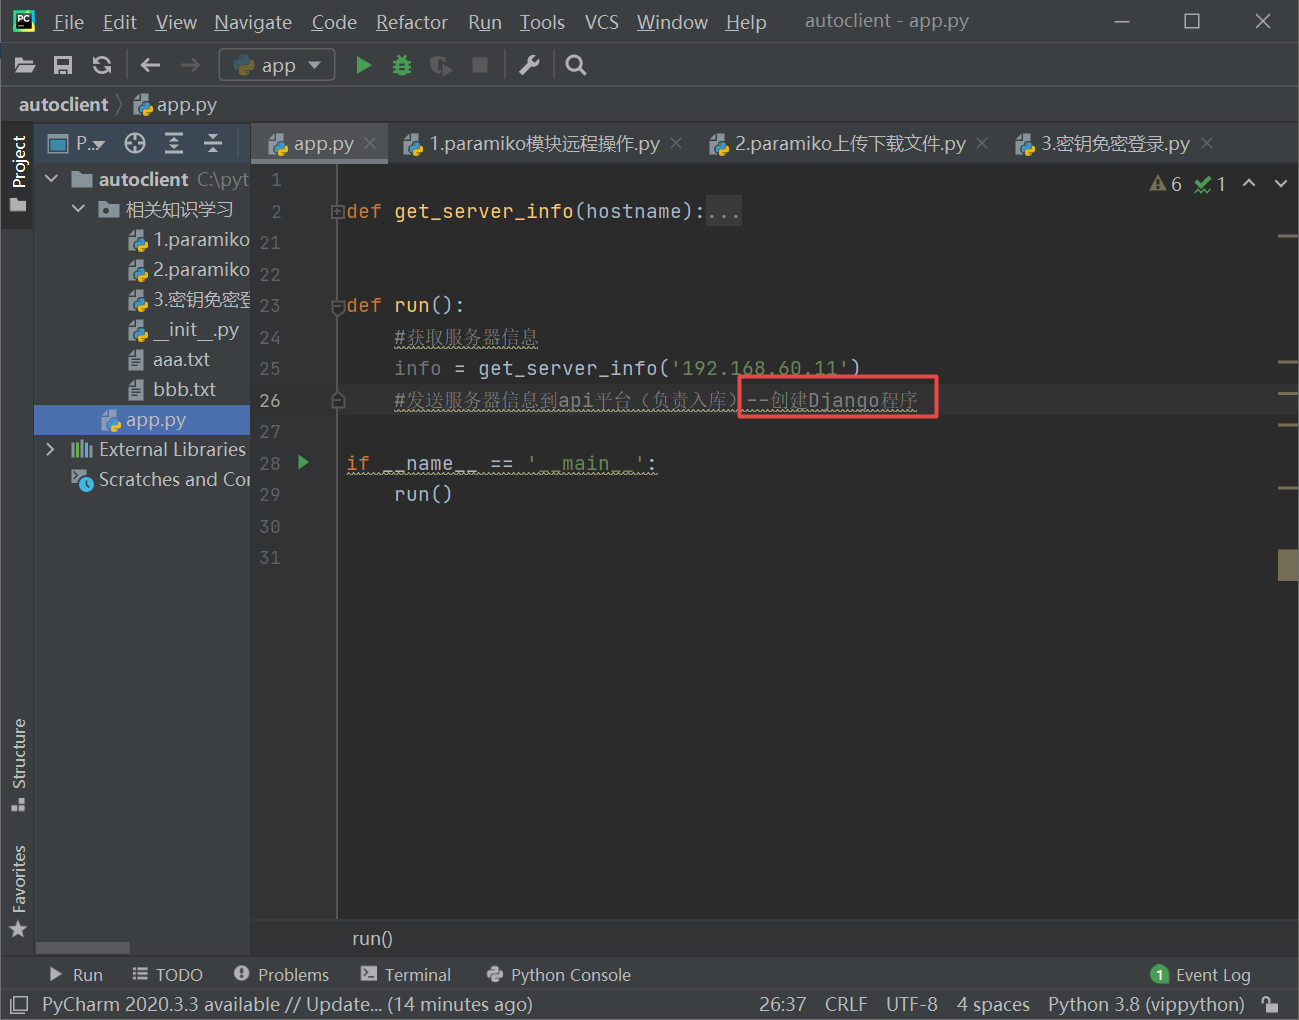 PC File Edit View Navigate Code Refactor Run Tools VCS Window Help autoclient - app.py
app
autoclient app.py
Project
P...
app.py 1.paramiko模块远程操作.py 2.paramiko上传下载文件.py 3.密钥免密登录.py
autoclient C:\pyt
相关知识学习
1.paramiko
2.paramiko
3.密钥免密登
__init__.py
aaa.txt
bbb.txt
app.py
External Libraries
Scratches and Cor
6 1
1
2 def get_server_info(hostname):...
21
22
23 def run():
24 #获取服务器信息
25 info = get_server_info('192.168.60.11')
26 #发送服务器信息到api平台（负责入库）--创建Django程序
27
28 if __name__ == '__main__':
29 run()
30
31
Structure
Favorites
run()
Run TODO Problems Terminal Python Console 1 Event Log
PyCharm 2020.3.3 available // Update... (14 minutes ago) 26:37 CRLF UTF-8 4 spaces Python 3.8 (vippython)